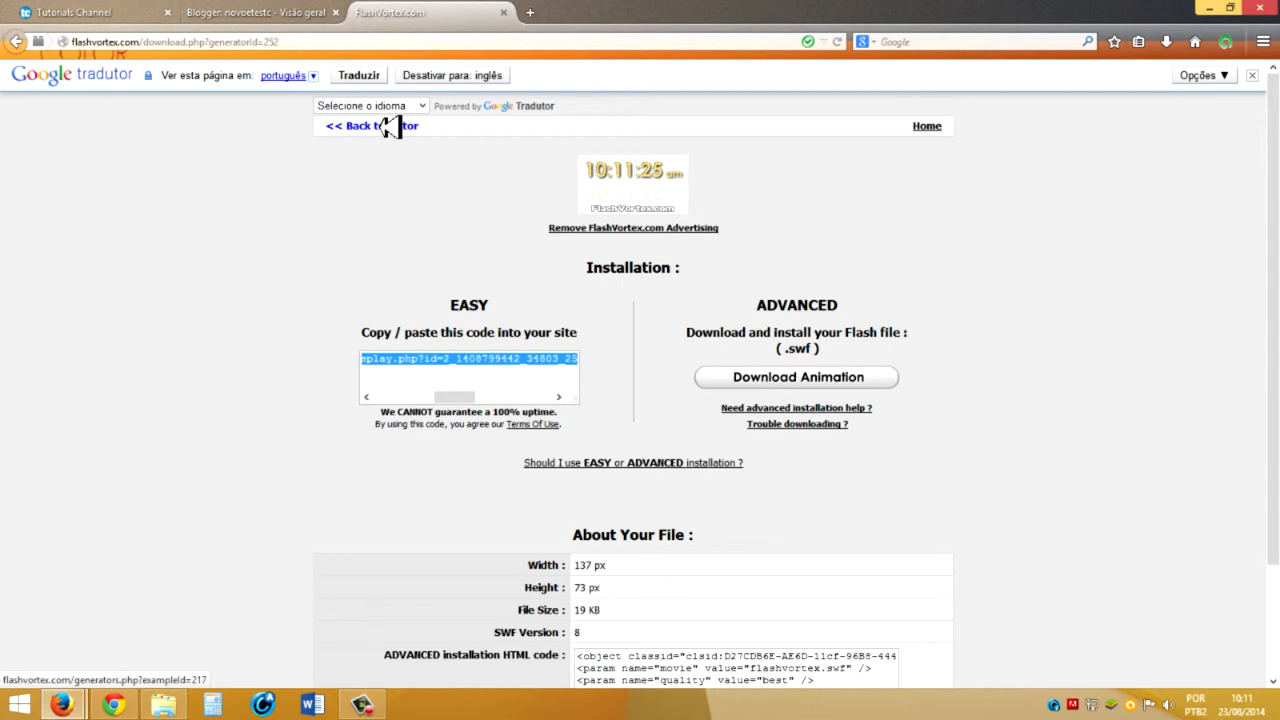 Tutorials Channel
Blogger: novoetestc - Visão geral
FlashVortex.com
flashvortex.com/download.php?generatorId=252
Google
Google tradutor
Ver esta página em: português
Traduzir
Desativar para: inglês
Opções ▼
Selecione o idioma
Powered by Google Tradutor
<< Back
Home
10:11:25 am
FlashVortex.com
Remove FlashVortex.com Advertising
Installation :
EASY
Copy / paste this code into your site
splay.php?id=2_1408799442_34803_25
We CANNOT guarantee a 100% uptime.
By using this code, you agree our Terms Of Use.
ADVANCED
Download and install your Flash file :
( .swf )
Download Animation
Need advanced installation help ?
Trouble downloading ?
Should I use EASY or ADVANCED installation ?
About Your File :
Width : 137 px
Height : 73 px
File Size : 19 KB
SWF Version : 8
ADVANCED installation HTML code : <object classid="clsid:D27CDB6E-AE6D-11cf-96B8-444
<param name="movie" value="flashvortex.swf" />
<param name="quality" value="best" />
flashvortex.com/generators.php?exampleId=217
POR
PTB2
10:11
23/08/2014